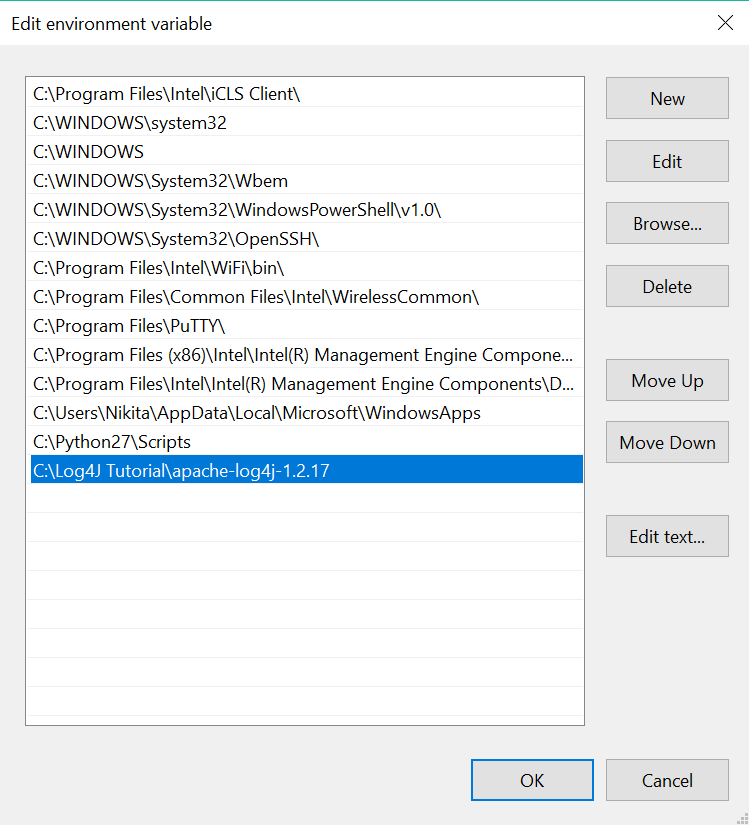 Edit environment variable
C:\Program Files\Intel\iCLS Client\
C:\WINDOWS\system32
C:\WINDOWS
C:\WINDOWS\System32\Wbem
C:\WINDOWS\System32\WindowsPowerShell\v1.0\
C:\WINDOWS\System32\OpenSSH\
C:\Program Files\Intel\WiFi\bin\
C:\Program Files\Common Files\Intel\WirelessCommon\
C:\Program Files\PuTTY\
C:\Program Files (x86)\Intel\Intel(R) Management Engine Compone...
C:\Program Files\Intel\Intel(R) Management Engine Components\D...
C:\Users\Nikita\AppData\Local\Microsoft\WindowsApps
C:\Python27\Scripts
C:\Log4J Tutorial\apache-log4j-1.2.17
New
Edit
Browse...
Delete
Move Up
Move Down
Edit text...
OK
Cancel